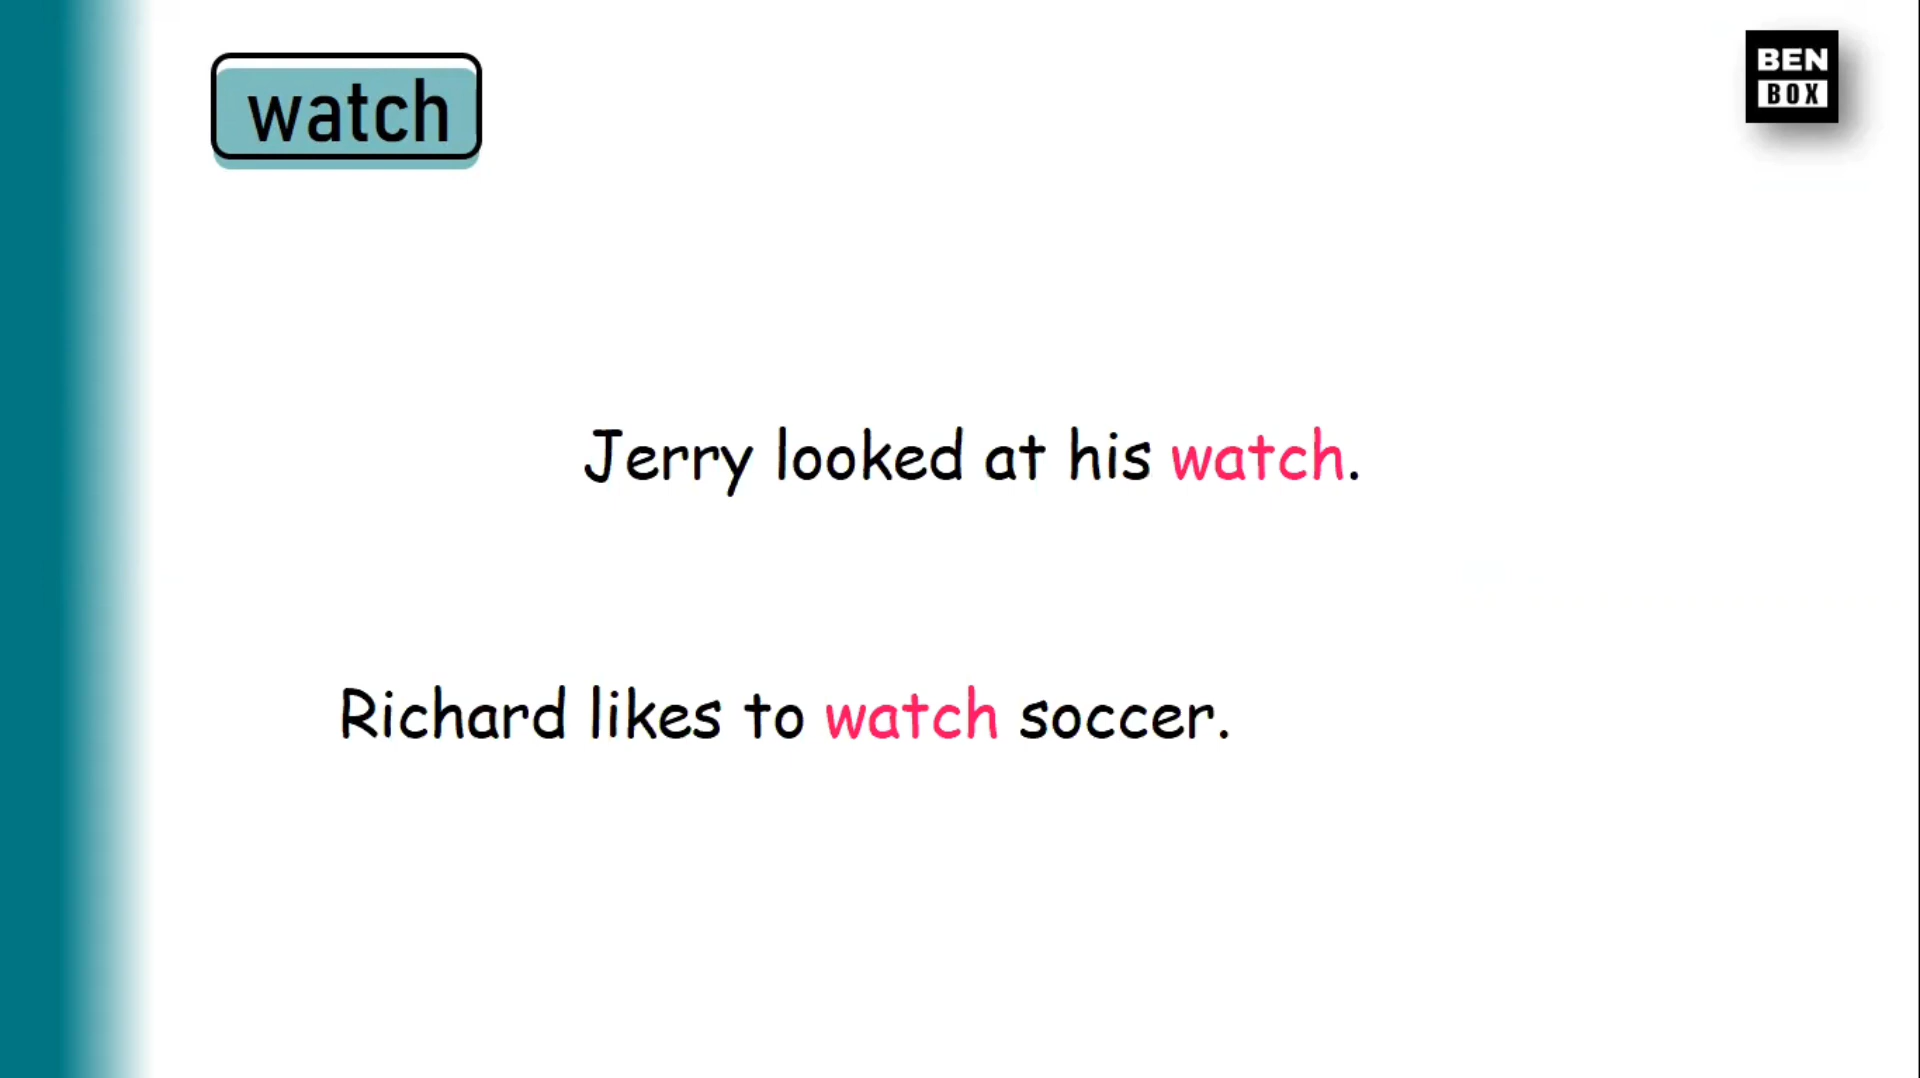 watch
BEN
BOX
Jerry looked at his watch.
Richard likes to watch soccer.